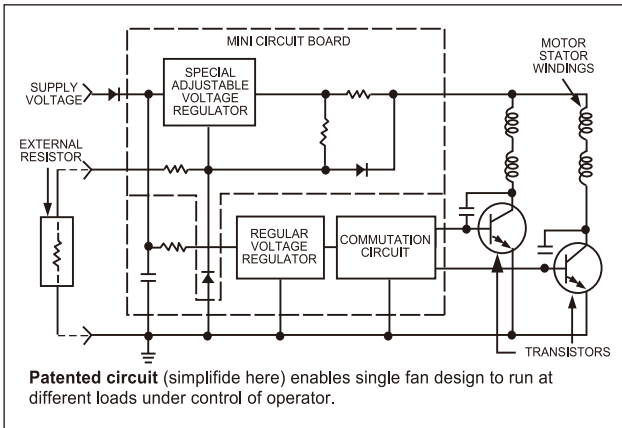 MINI CIRCUIT BOARD
MOTOR
STATOR
WINDINGS
SPECIAL
ADJUSTABLE
VOLTAGE
REGULATOR
SUPPLY
VOLTAGE
EXTERNAL
RESISTOR
REGULAR
VOLTAGE
REGULATOR
COMMUTATION
CIRCUIT
TRANSISTORS
Patented circuit (simplifide here) enables single fan design to run at
different loads under control of operator.